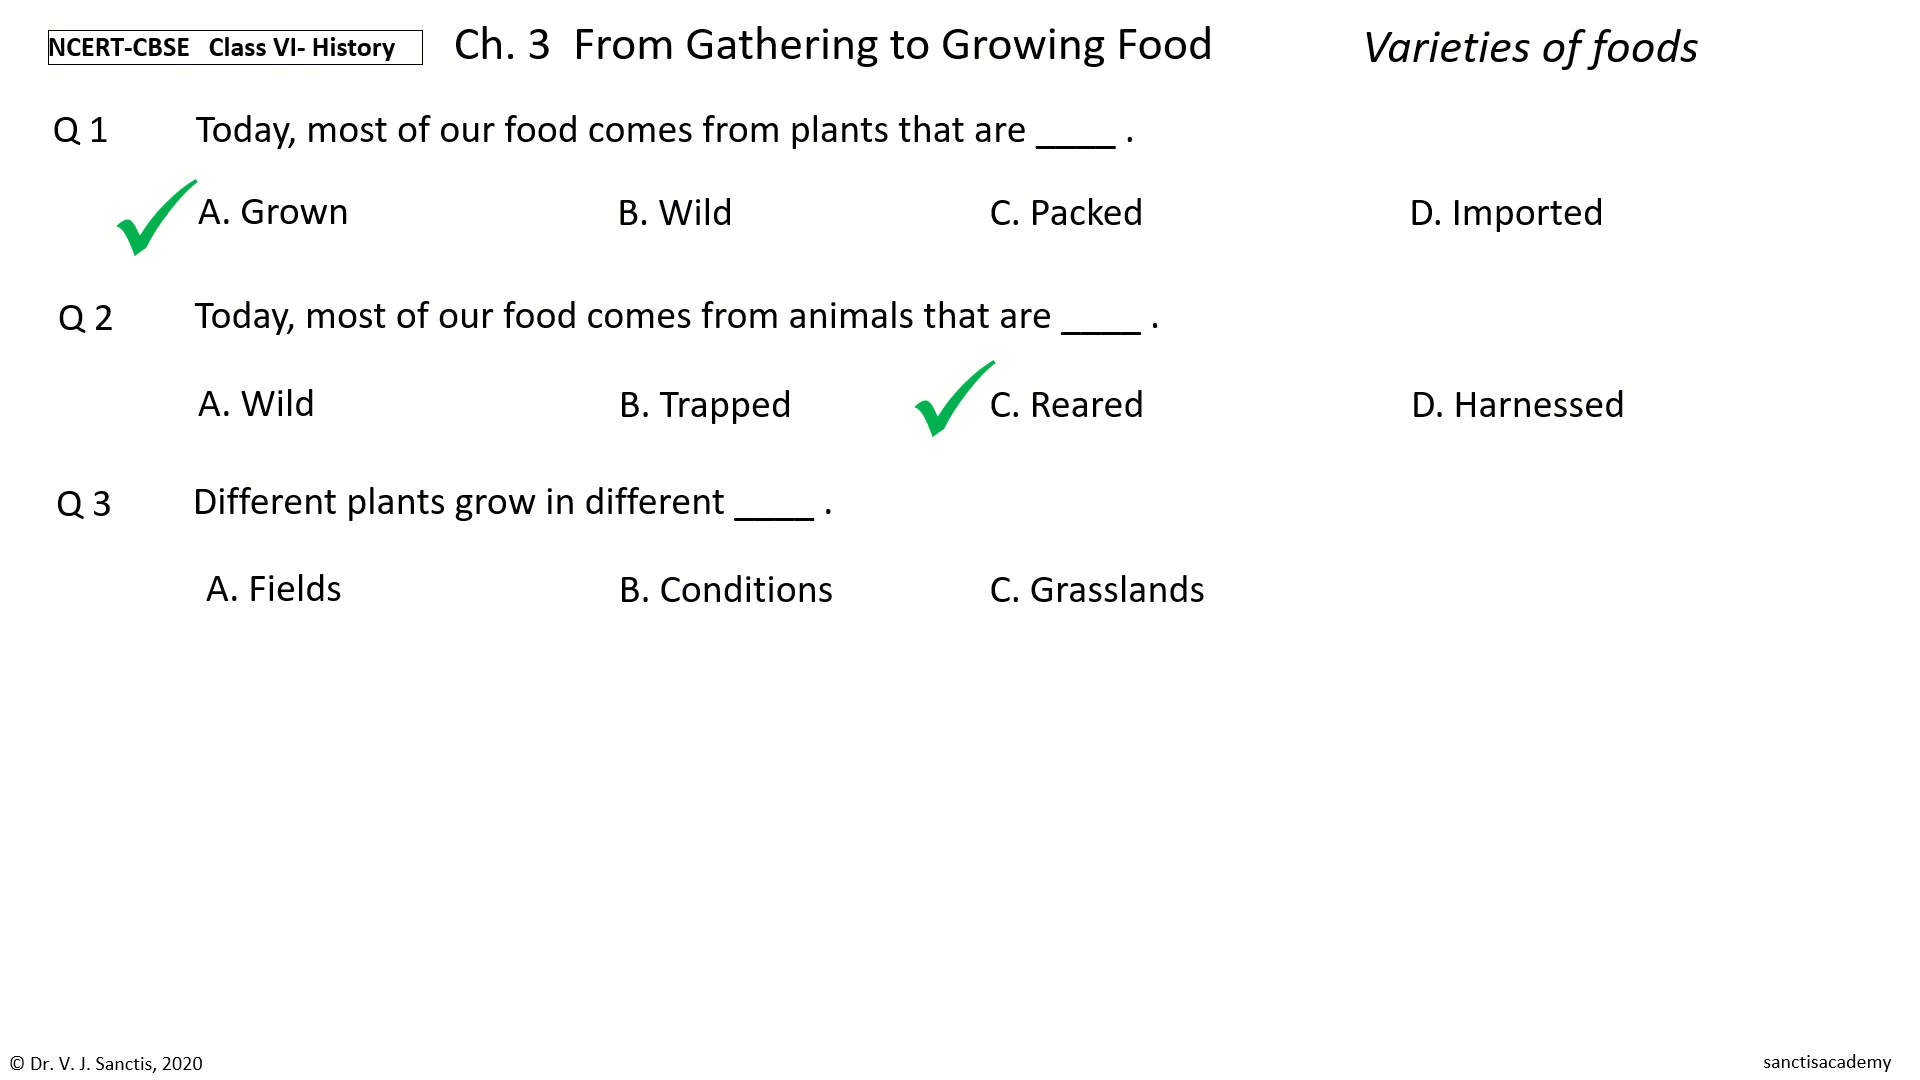 NCERT-CBSE Class VI- History Ch. 3 From Gathering to Growing Food Varieties of foods
Q 1 Today, most of our food comes from plants that are ____ .
A. Grown B. Wild C. Packed D. Imported
Q 2 Today, most of our food comes from animals that are ____ .
A. Wild B. Trapped C. Reared D. Harnessed
Q 3 Different plants grow in different ____ .
A. Fields B. Conditions C. Grasslands
© Dr. V. J. Sanctis, 2020 sanctisacademy